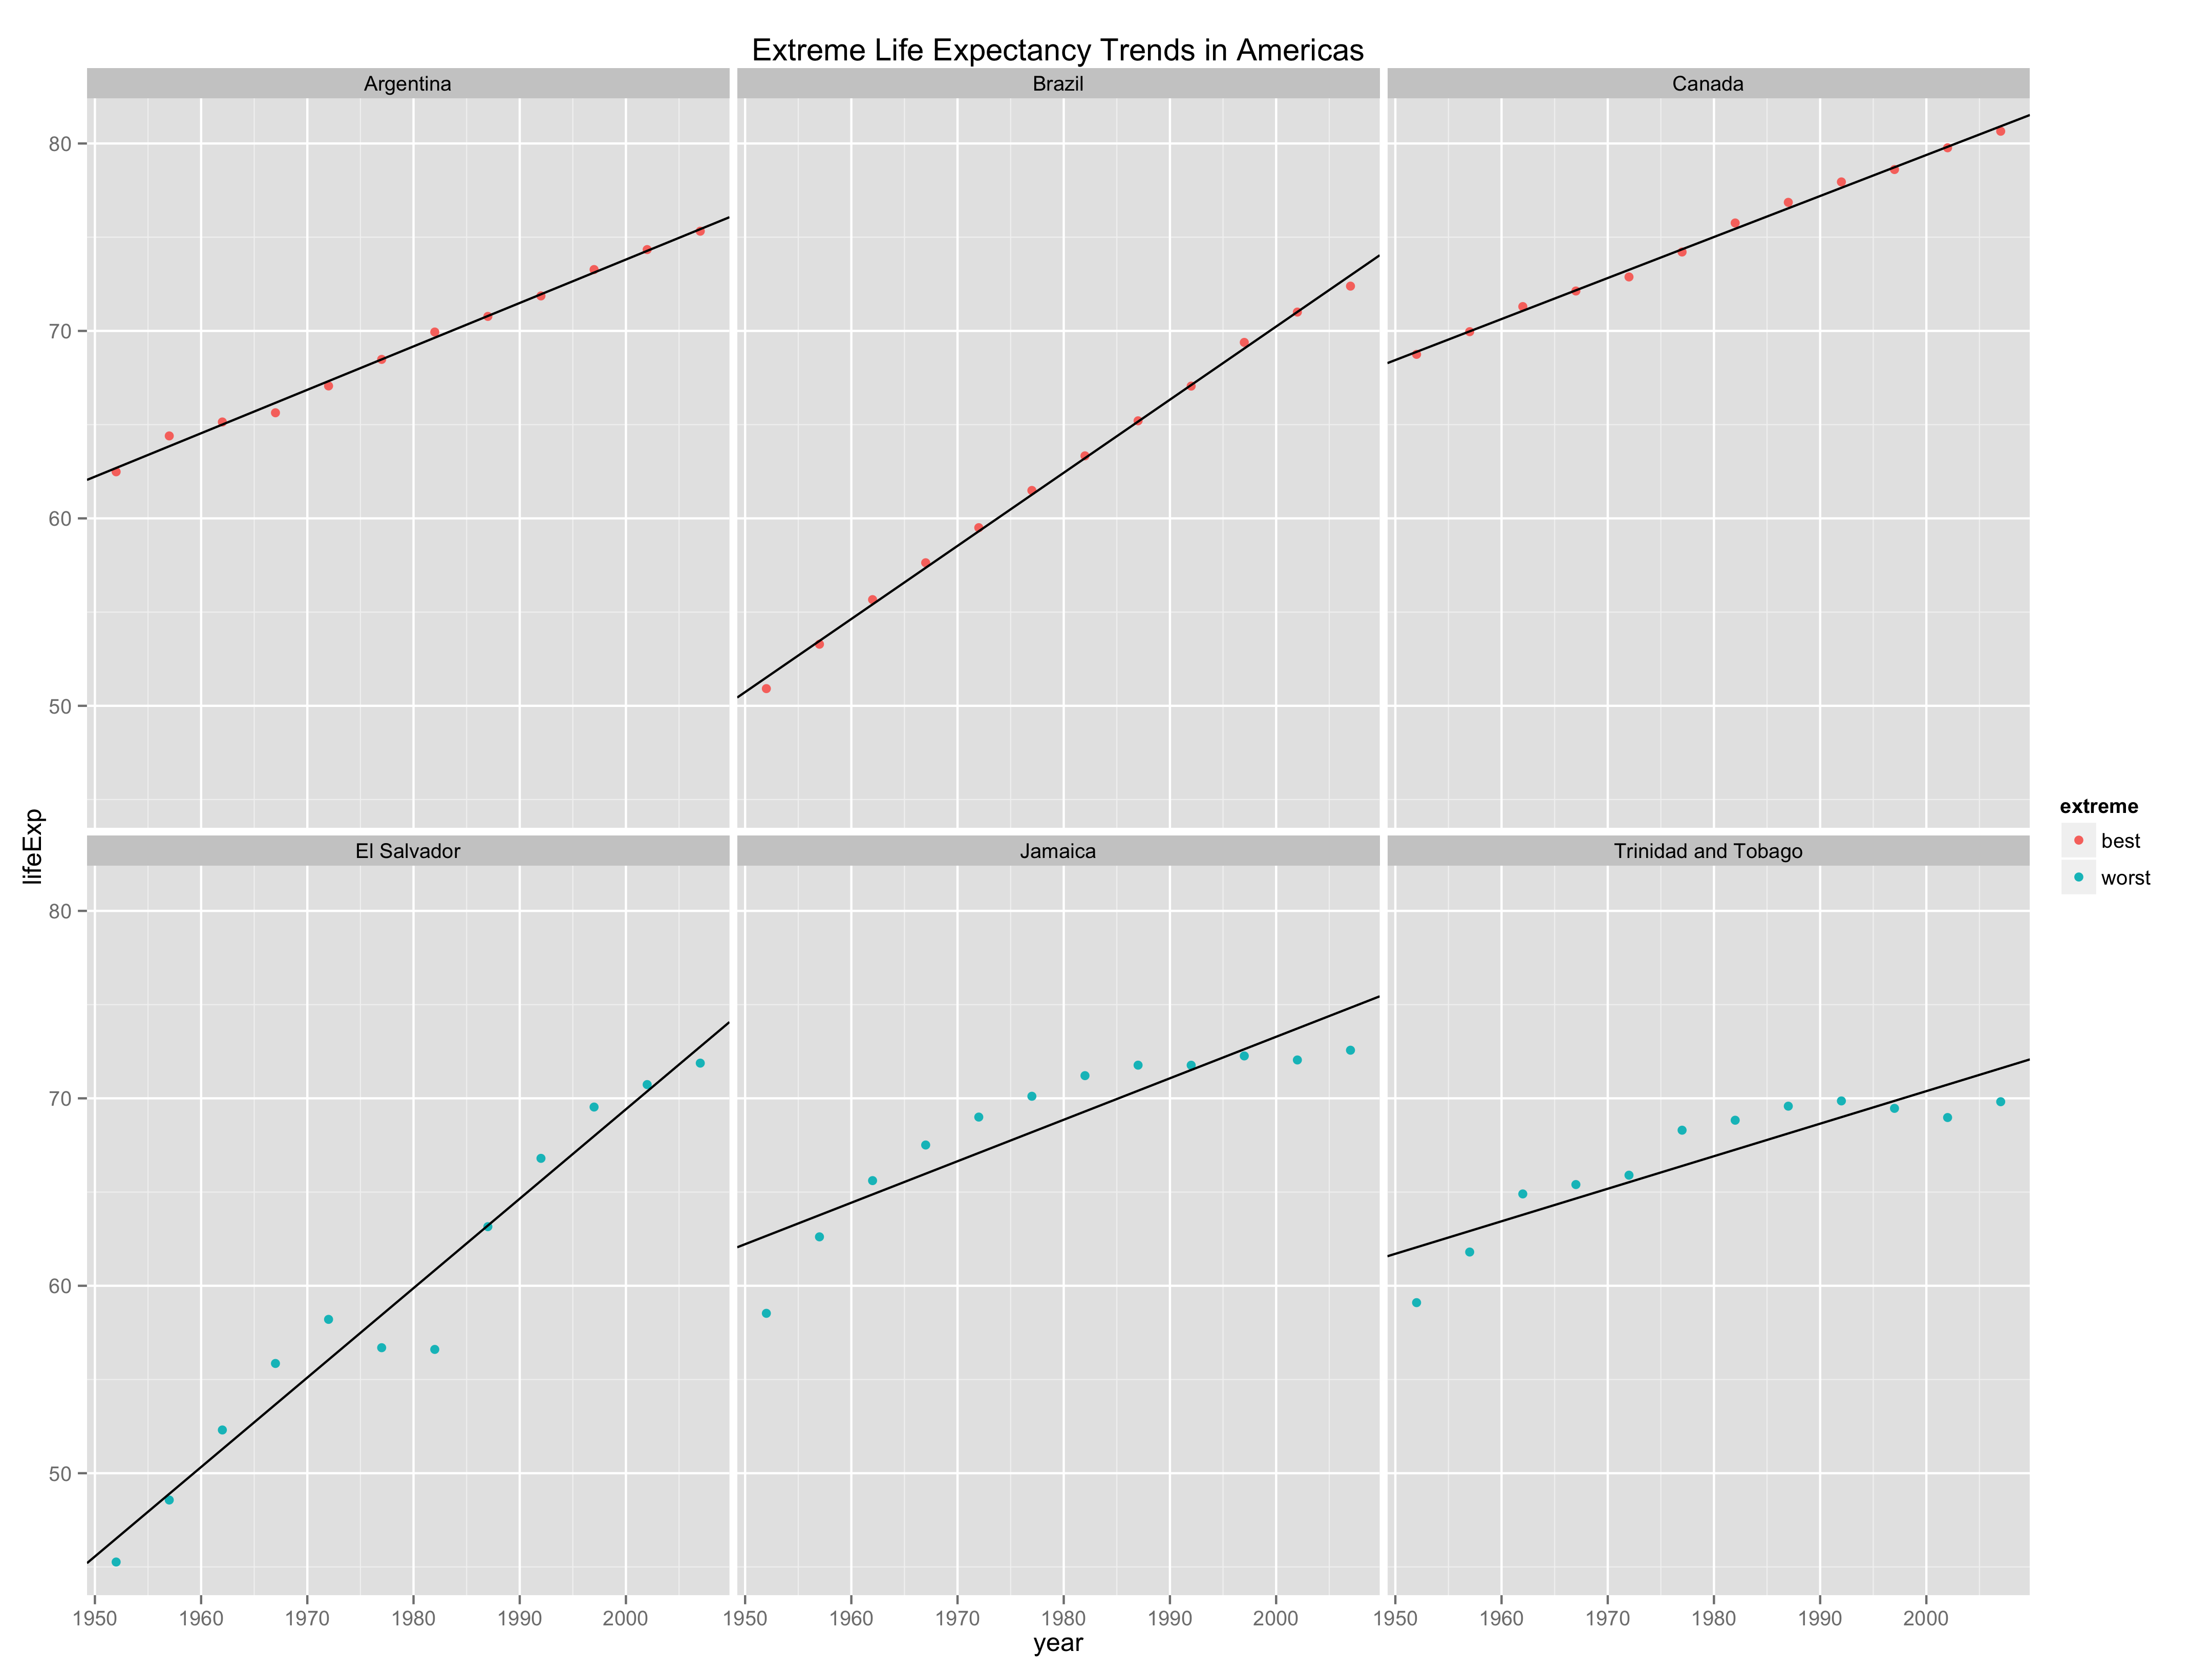 Extreme Life Expectancy Trends in Americas
Argentina
Brazil
Canada
80
70
60
50
El Salvador
Jamaica
Trinidad and Tobago
80
70
60
50
lifeExp
1950 1960 1970 1980 1990 2000
1950 1960 1970 1980 1990 2000
1950 1960 1970 1980 1990 2000
year
extreme
best
worst